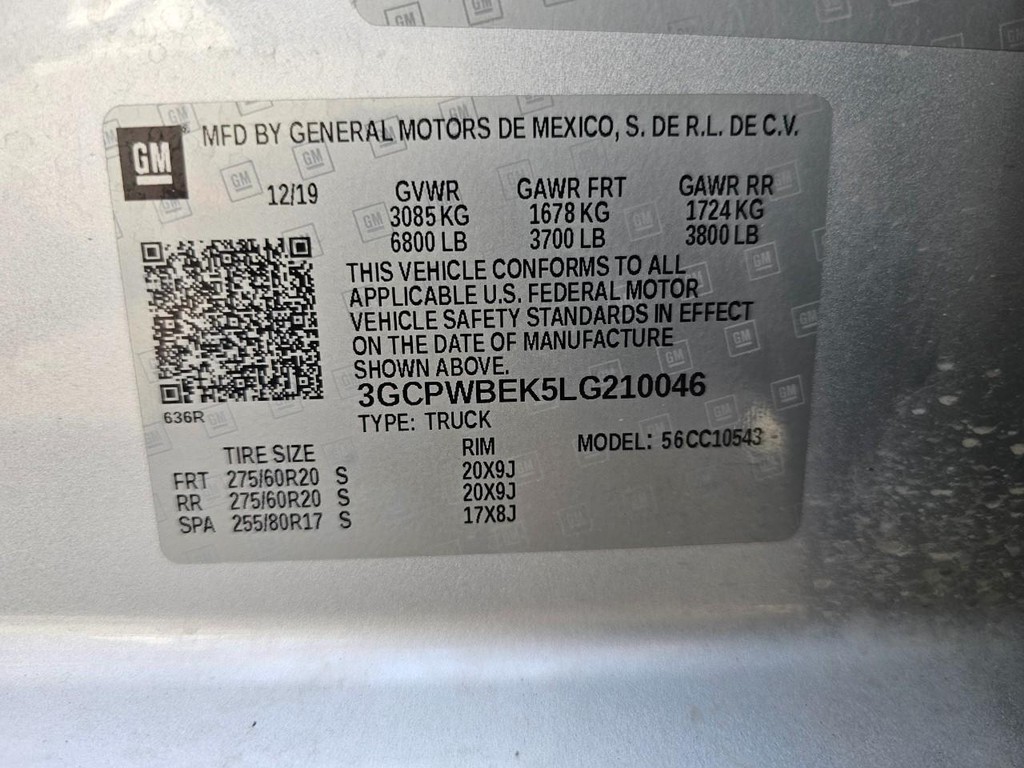 GM
MFD BY GENERAL MOTORS DE MEXICO, S. DE R.L. DE C.V.
12/19
GVWR GAWR FRT GAWR RR
3085 KG 1678 KG 1724 KG
6800 LB 3700 LB 3800 LB
THIS VEHICLE CONFORMS TO ALL
APPLICABLE U.S. FEDERAL MOTOR
VEHICLE SAFETY STANDARDS IN EFFECT
ON THE DATE OF MANUFACTURE
SHOWN ABOVE.
3GCPWBEK5LG210046
636R
TYPE: TRUCK
MODEL: 56CC10543
TIRE SIZE RIM
FRT 275/60R20 S 20X9J
RR 275/60R20 S 20X9J
SPA 255/80R17 S 17X8J